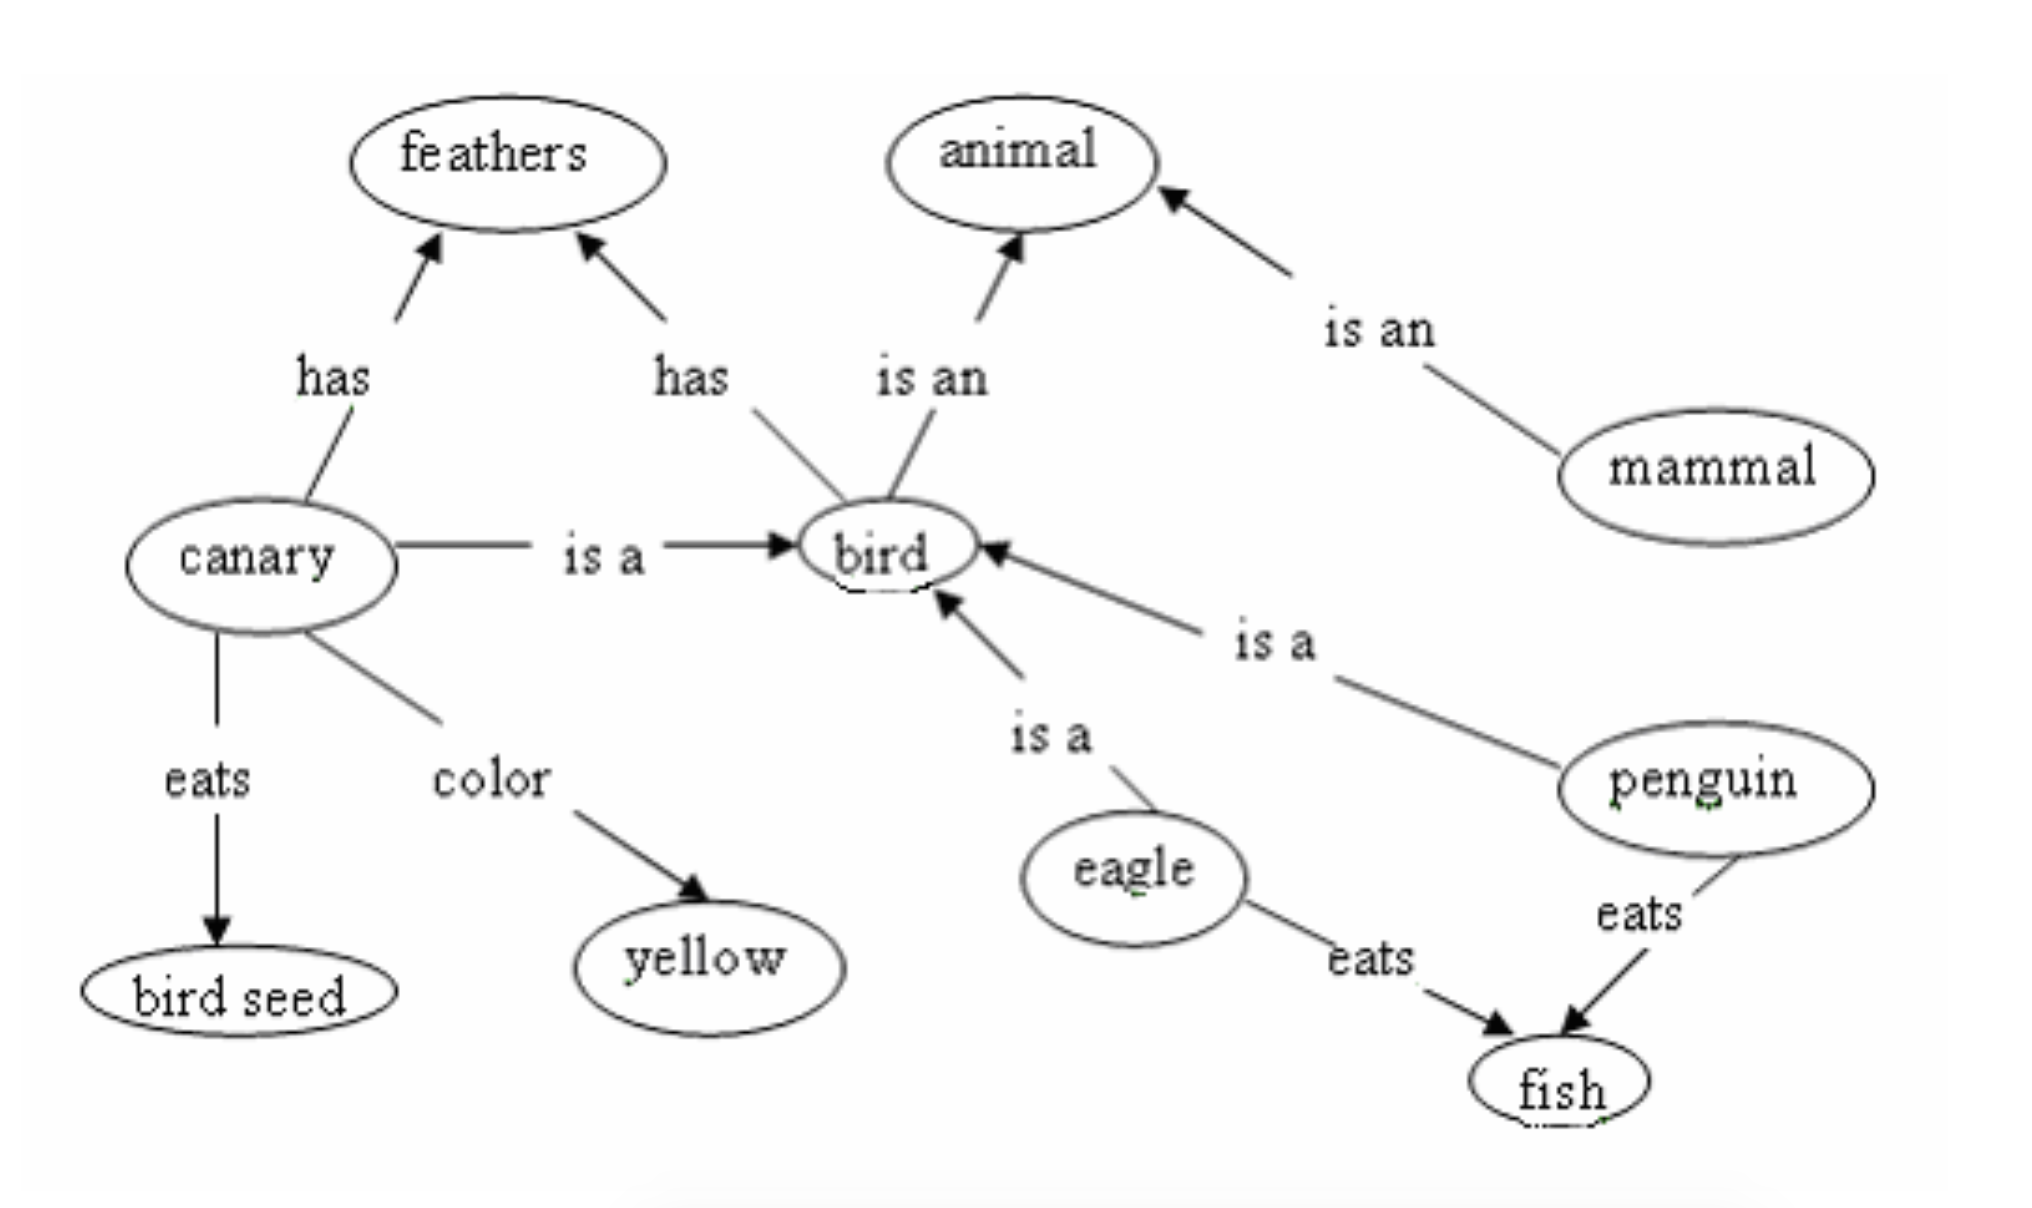 feathers
animal
is an
has
has
is an
mammal
canary
is a
bird
is a
is a
eats
color
penguin
eagle
eats
yellow
eats
bird seed
fish